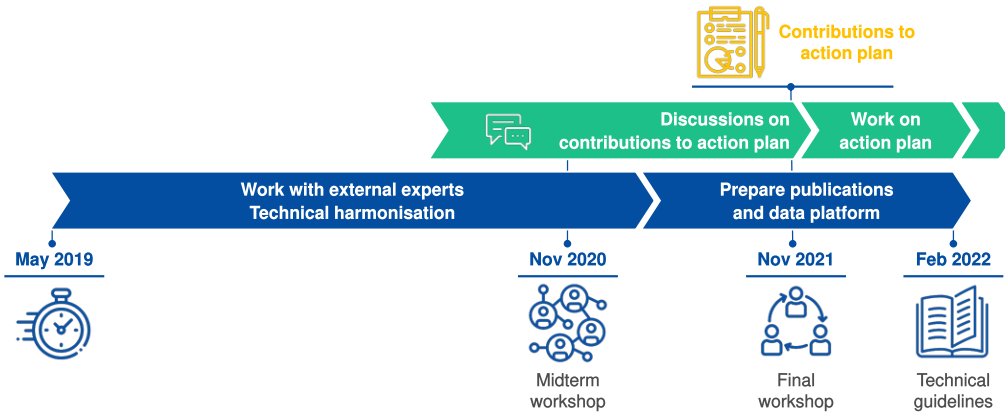 Contributions to
action plan
Discussions on
contributions to action plan
Work on
action plan
Work with external experts
Technical harmonisation
Prepare publications
and data platform
May 2019
Nov 2020
Nov 2021
Feb 2022
Midterm
workshop
Final
workshop
Technical
guidelines